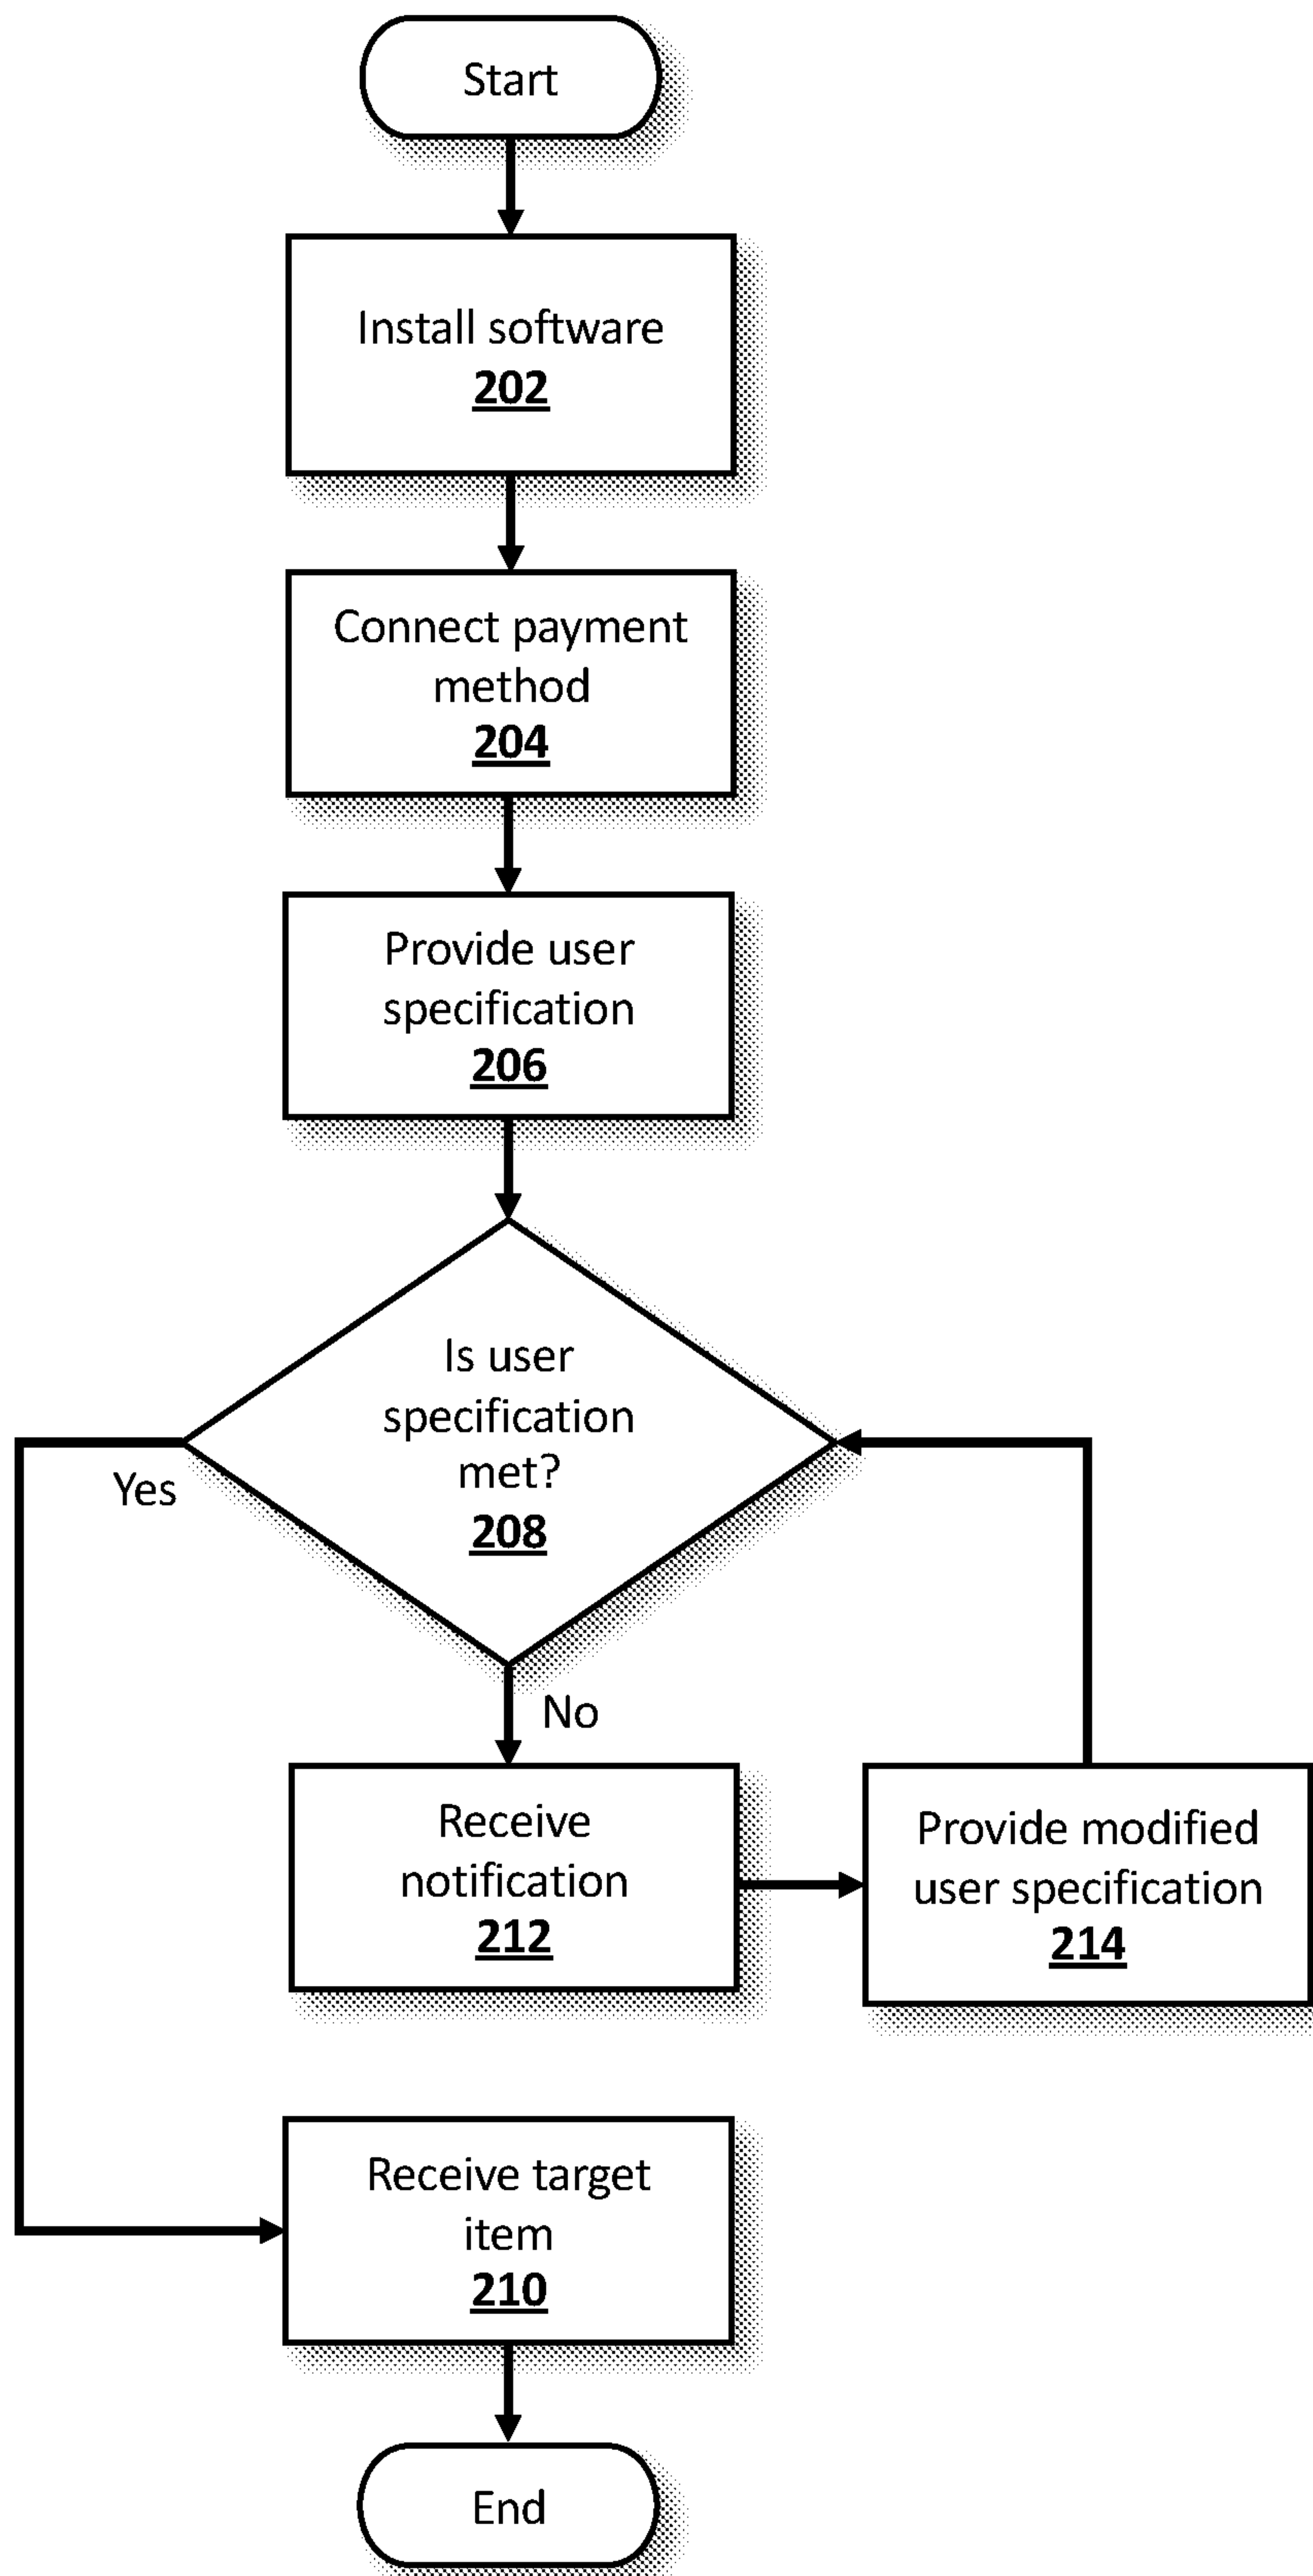 Start
Install software
202
Connect payment
method
204
Provide user
specification
206
Is user
specification
met?
208
Yes
No
Receive
notification
212
Provide modified
user specification
214
Receive target
item
210
End